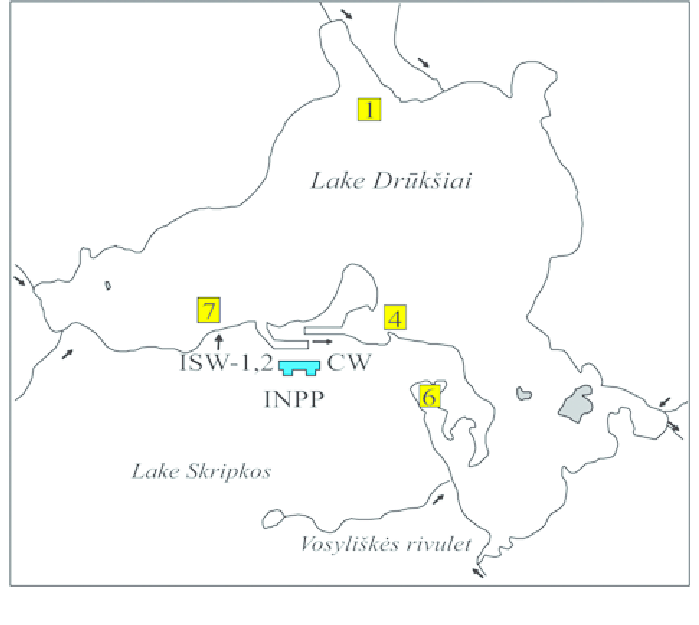 1
Lake Drūkšiai
7
4
ISW-1,2 CW
INPP
6
Lake Skripkos
Vosyliškės rivulet